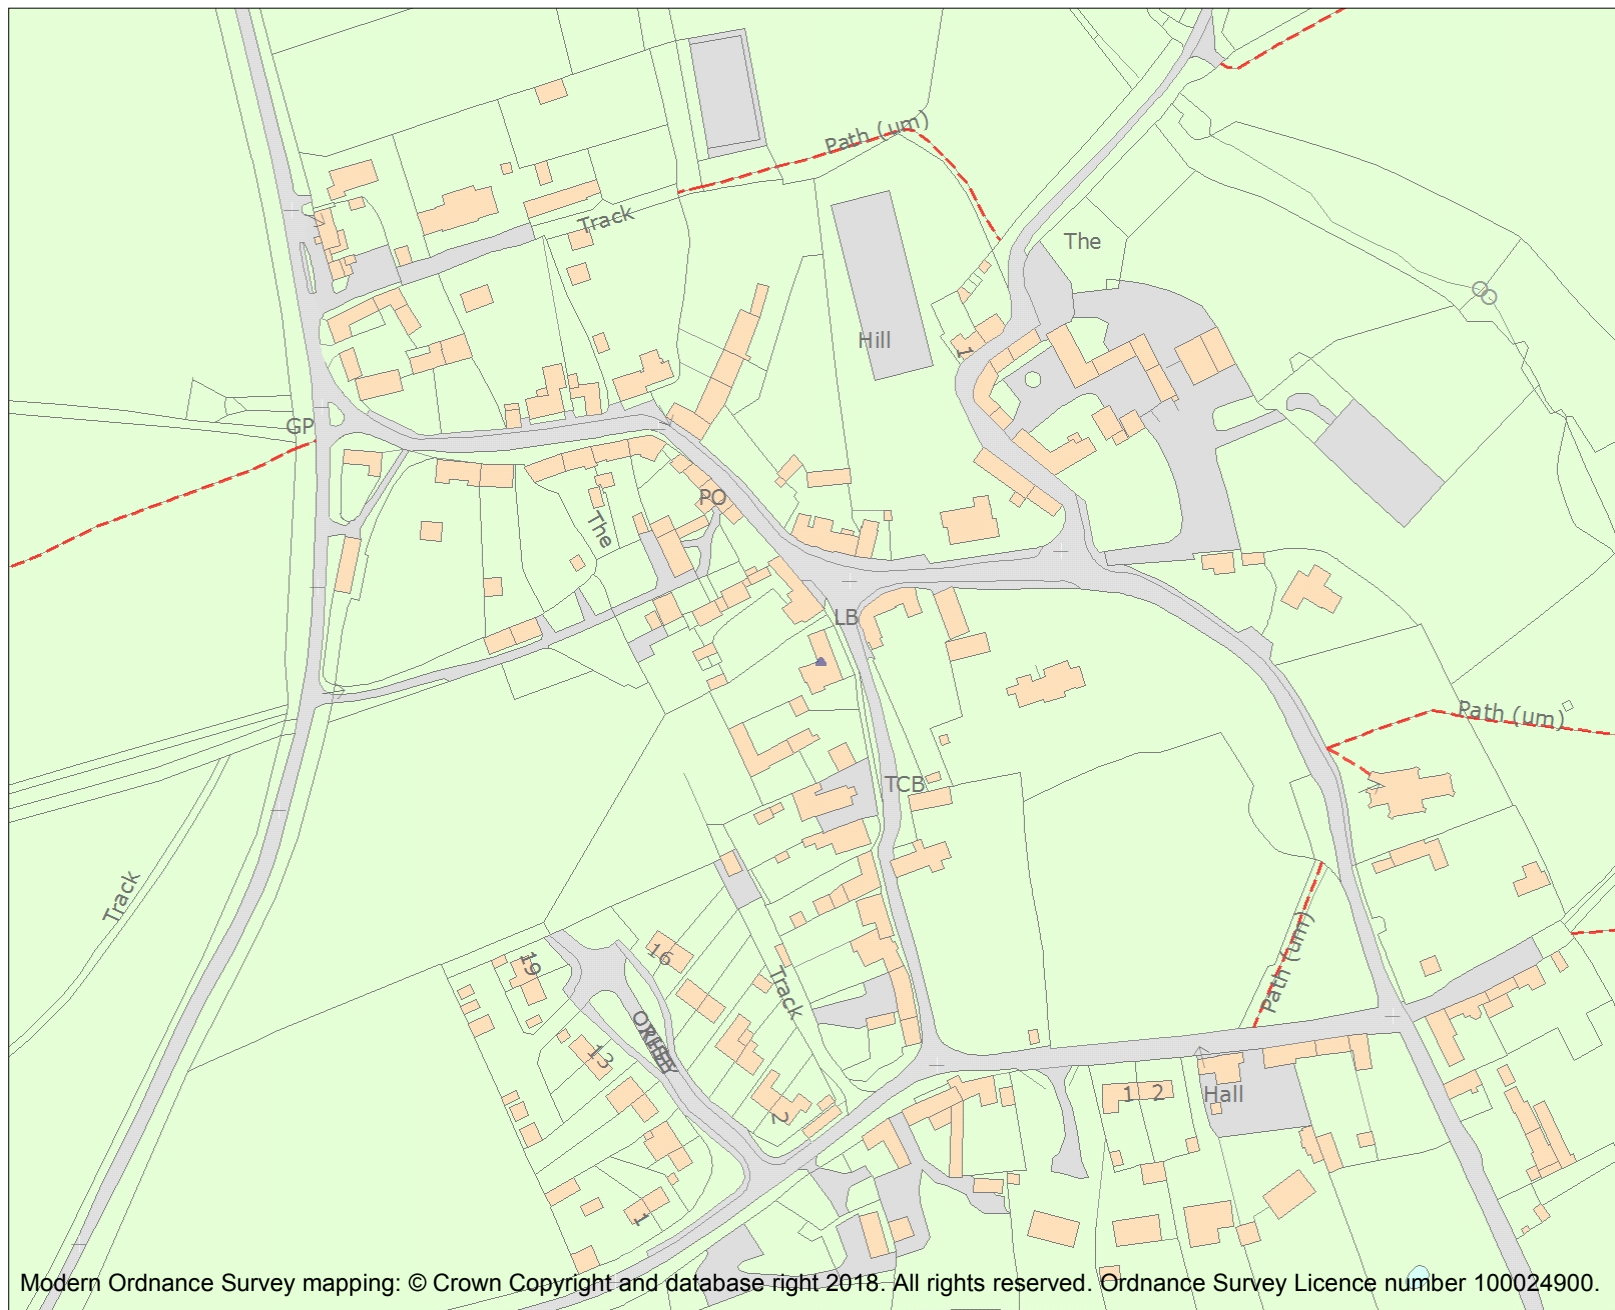 Path (um)
Track
The
Hill
1
GP
PO
The
LB
Path (um)
TCB
Track
16
19
Track
Path (um)
13
2
1 2
Hall
1
Modern Ordnance Survey mapping: © Crown Copyright and database right 2018. All rights reserved. Ordnance Survey Licence number 100024900.